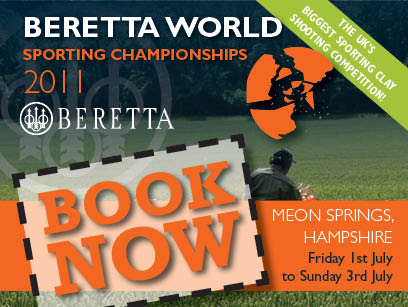 BERETTA WORLD
SPORTING CHAMPIONSHIPS
2011
BERETTA
THE UK'S
BIGGEST SPORTING CLAY
SHOOTING COMPETITION!
BOOK
NOW
MEON SPRINGS,
HAMPSHIRE
Friday 1st July
to Sunday 3rd July